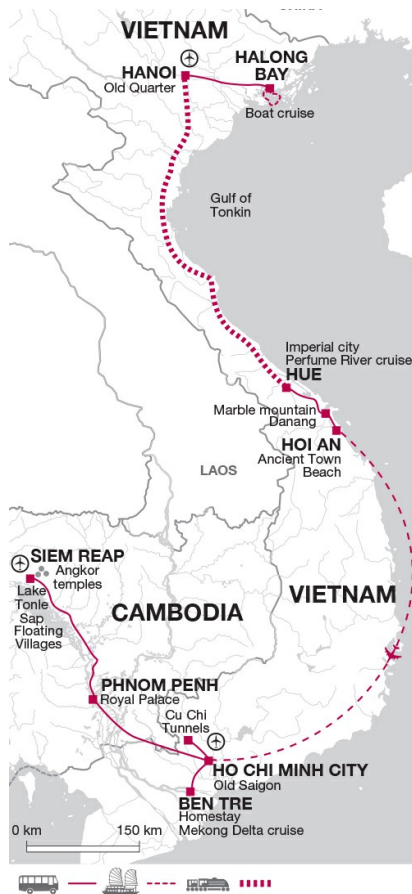 VIETNAM
HANOI
Old Quarter
HALONG
BAY
Boat cruise
Gulf of
Tonkin
Imperial city
Perfume River cruise
HUE
Marble mountain
Danang
HOI AN
Ancient Town
Beach
LAOS
SIEM REAP
Angkor
temples
Lake
Tonle
Sap
Floating
Villages
CAMBODIA
VIETNAM
PHNOM PENH
Royal Palace
Cu Chi
Tunnels
HO CHI MINH CITY
Old Saigon
BEN TRE
Homestay
Mekong Delta cruise
0 km 150 km